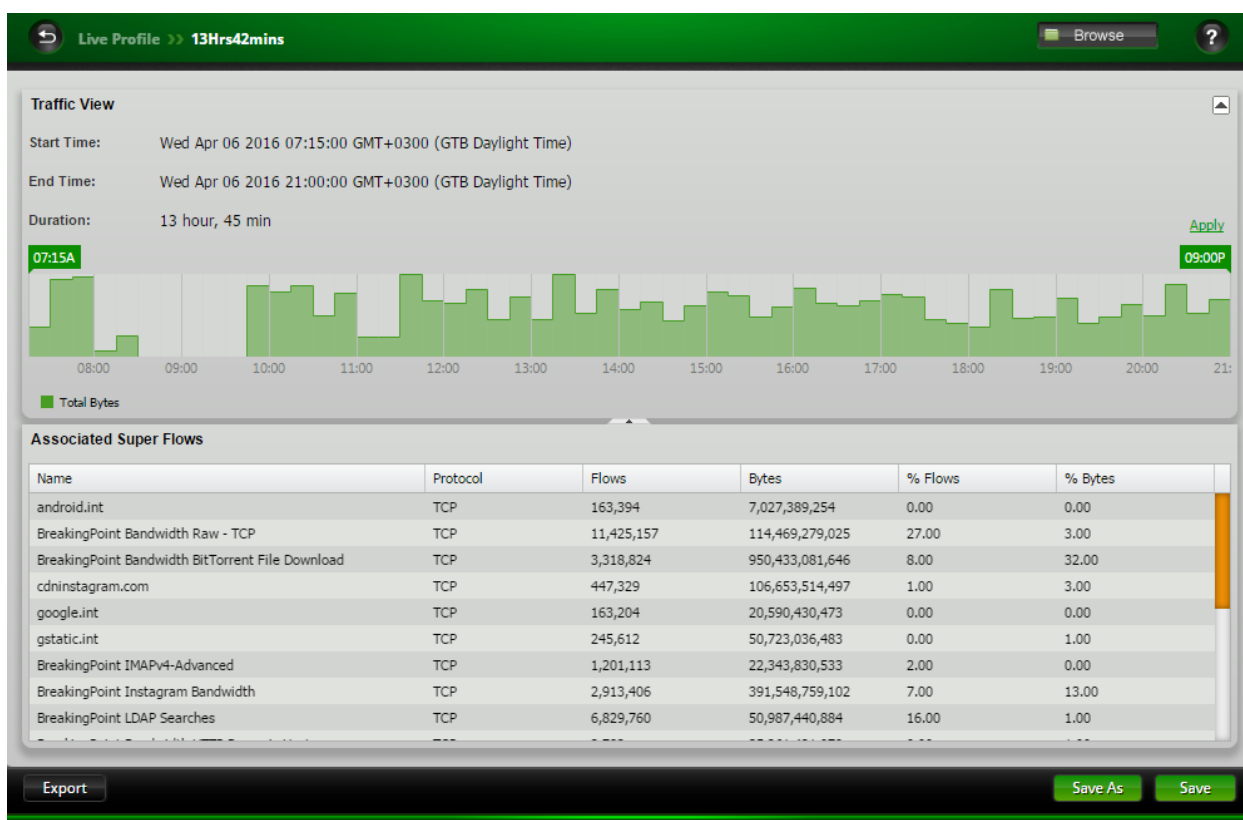 Live Profile >> 13Hrs42mins Browse ?
Traffic View
Start Time: Wed Apr 06 2016 07:15:00 GMT+0300 (GTB Daylight Time)
End Time: Wed Apr 06 2016 21:00:00 GMT+0300 (GTB Daylight Time)
Duration: 13 hour, 45 min
Apply
07:15A 09:00P
08:00 09:00 10:00 11:00 12:00 13:00 14:00 15:00 16:00 17:00 18:00 19:00 20:00 21:
Total Bytes
Associated Super Flows
Name Protocol Flows Bytes % Flows % Bytes
android.int TCP 163,394 7,027,389,254 0.00 0.00
BreakingPoint Bandwidth Raw - TCP TCP 11,425,157 114,469,279,025 27.00 3.00
BreakingPoint Bandwidth BitTorrent File Download TCP 3,318,824 950,433,081,646 8.00 32.00
cdninstagram.com TCP 447,329 106,653,514,497 1.00 3.00
google.int TCP 163,204 20,590,430,473 0.00 0.00
gstatic.int TCP 245,612 50,723,036,483 0.00 1.00
BreakingPoint IMAPv4-Advanced TCP 1,201,113 22,343,830,533 2.00 0.00
BreakingPoint Instagram Bandwidth TCP 2,913,406 391,548,759,102 7.00 13.00
BreakingPoint LDAP Searches TCP 6,829,760 50,987,440,884 16.00 1.00
Export Save As Save